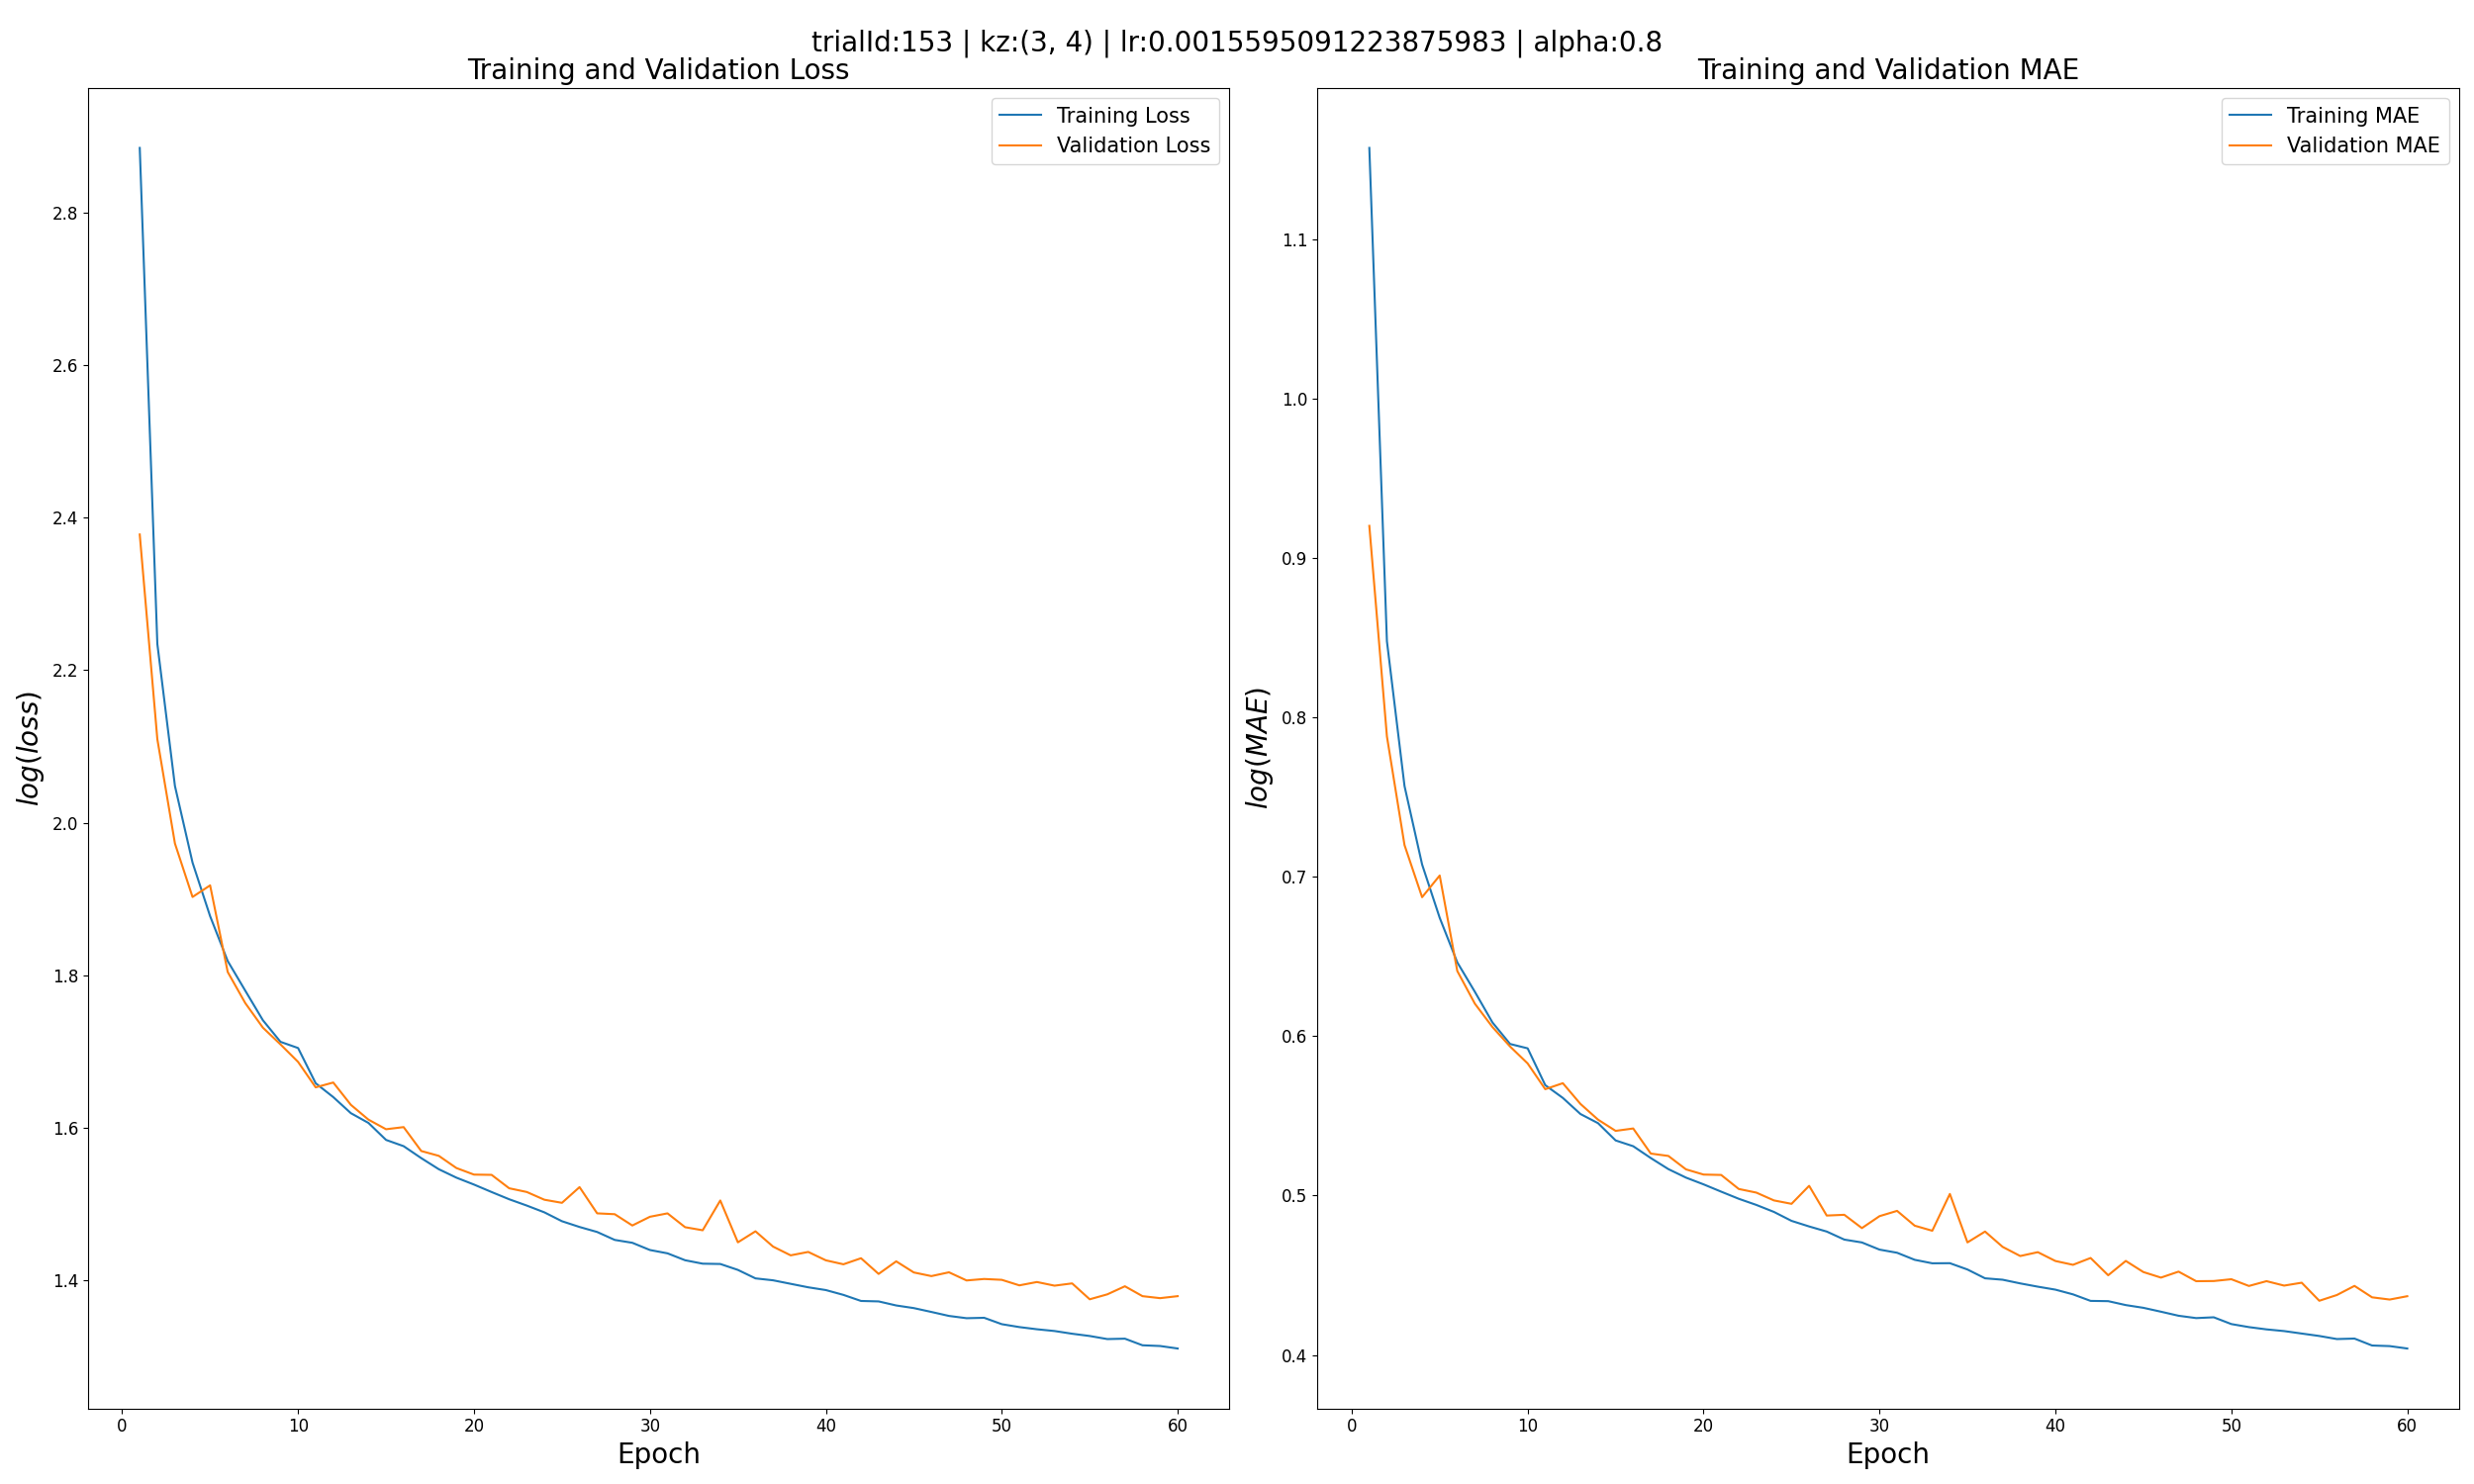 trialId:153 | kz:(3, 4) | lr:0.0015595091223875983 | alpha:0.8
Training and Validation Loss
Training Loss
Validation Loss
2.8
2.6
2.4
2.2
2.0
1.8
1.6
1.4
log(loss)
0 10 20 30 40 50 60
Epoch
Training and Validation MAE
Training MAE
Validation MAE
1.1
1.0
0.9
0.8
0.7
0.6
0.5
0.4
log(MAE)
0 10 20 30 40 50 60
Epoch